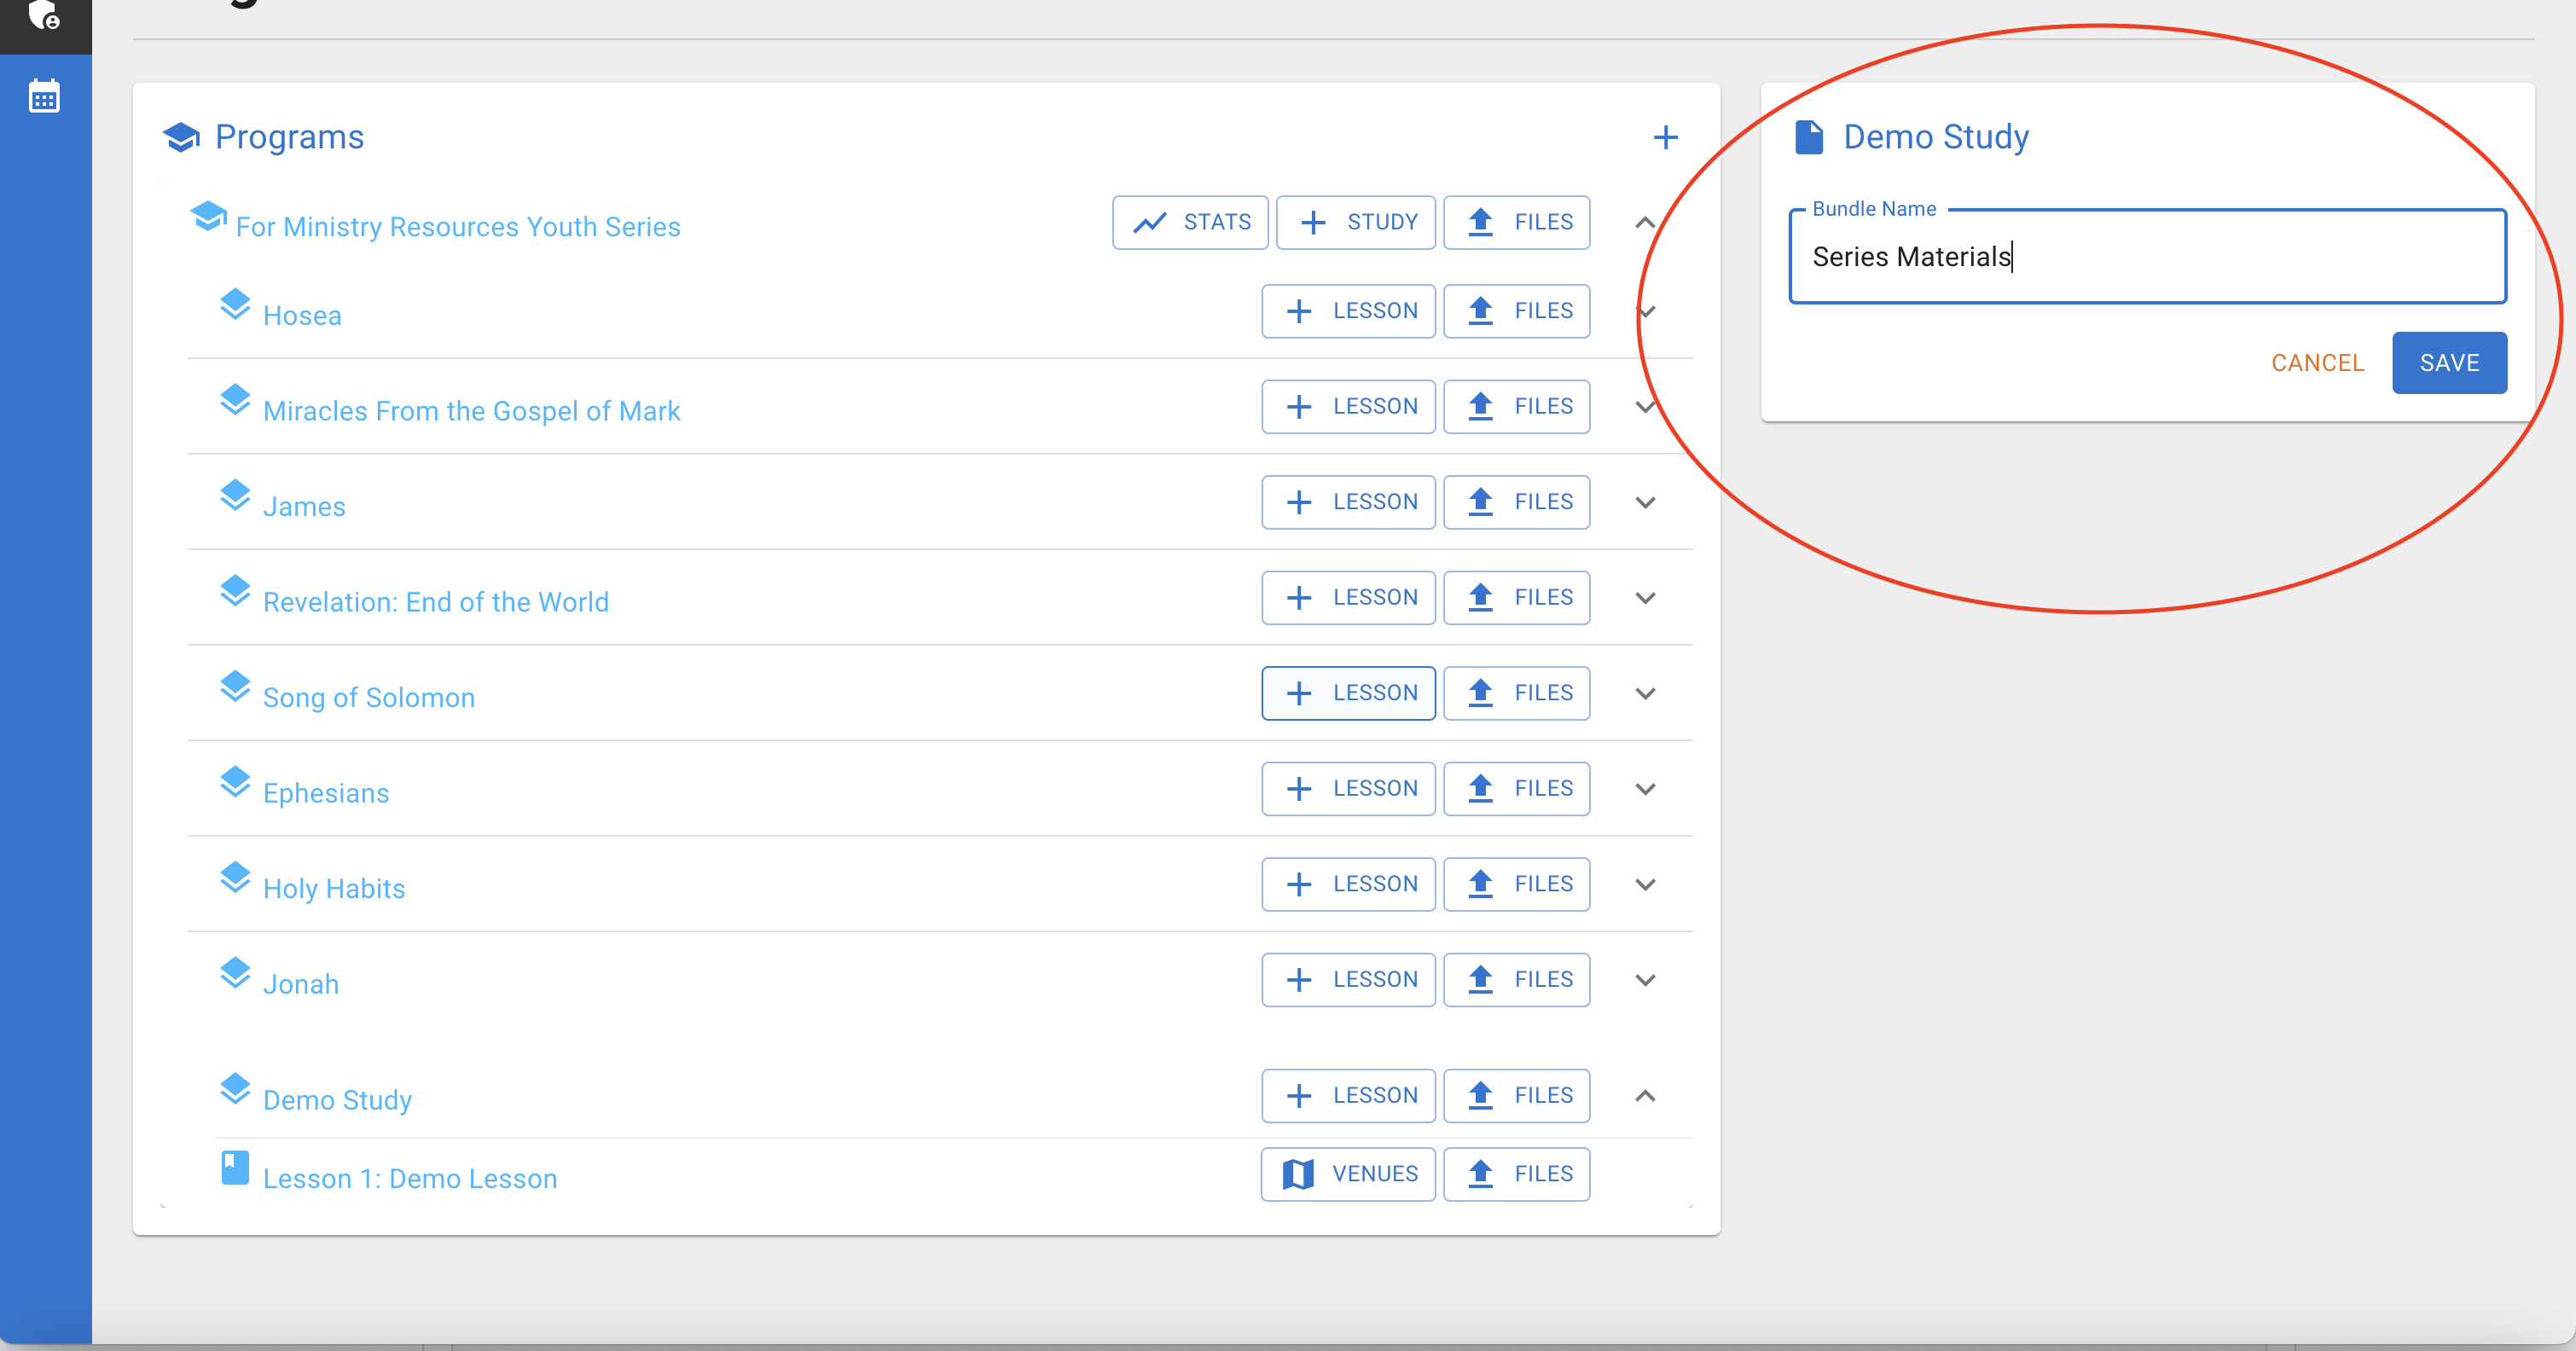 Programs
For Ministry Resources Youth Series STATS STUDY FILES
Hosea LESSON FILES
Miracles From the Gospel of Mark LESSON FILES
James LESSON FILES
Revelation: End of the World LESSON FILES
Song of Solomon LESSON FILES
Ephesians LESSON FILES
Holy Habits LESSON FILES
Jonah LESSON FILES
Demo Study LESSON FILES
Lesson 1: Demo Lesson VENUES FILES
Demo Study
Bundle Name
Series Materials
CANCEL SAVE